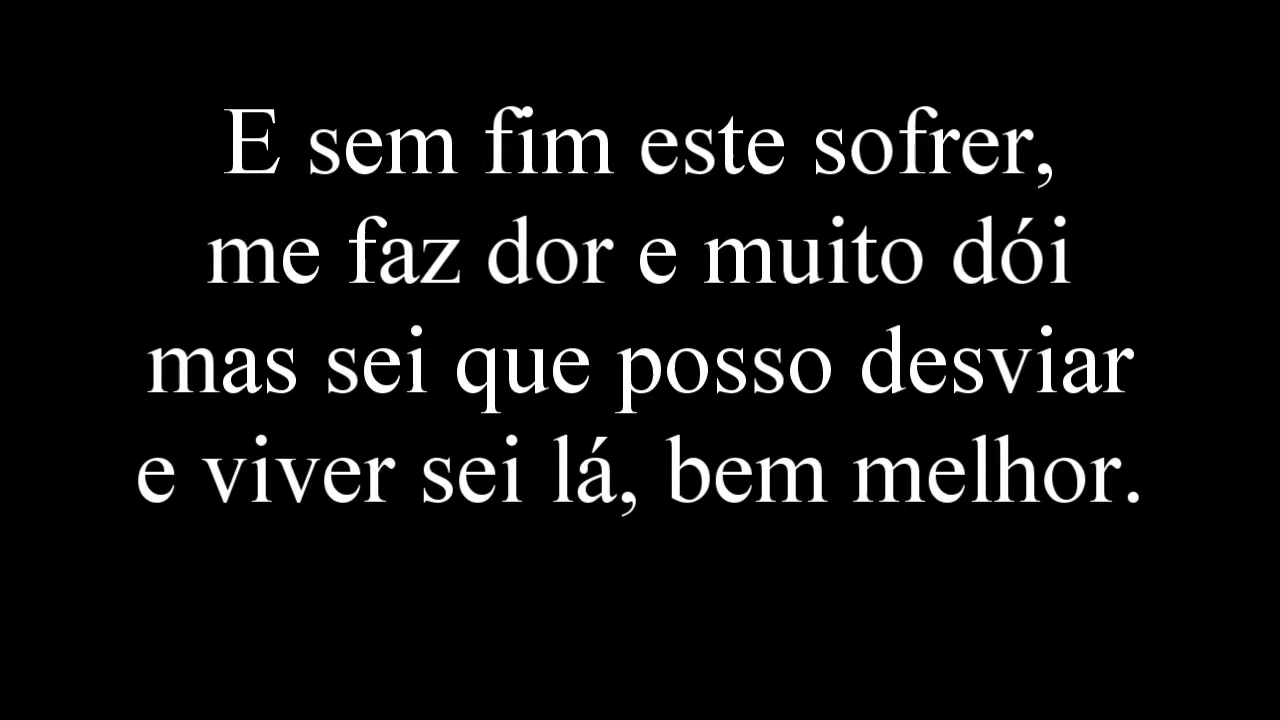 E sem fim este sofrer,
me faz dor e muito dói
mas sei que posso desviar
e viver sei lá, bem melhor.